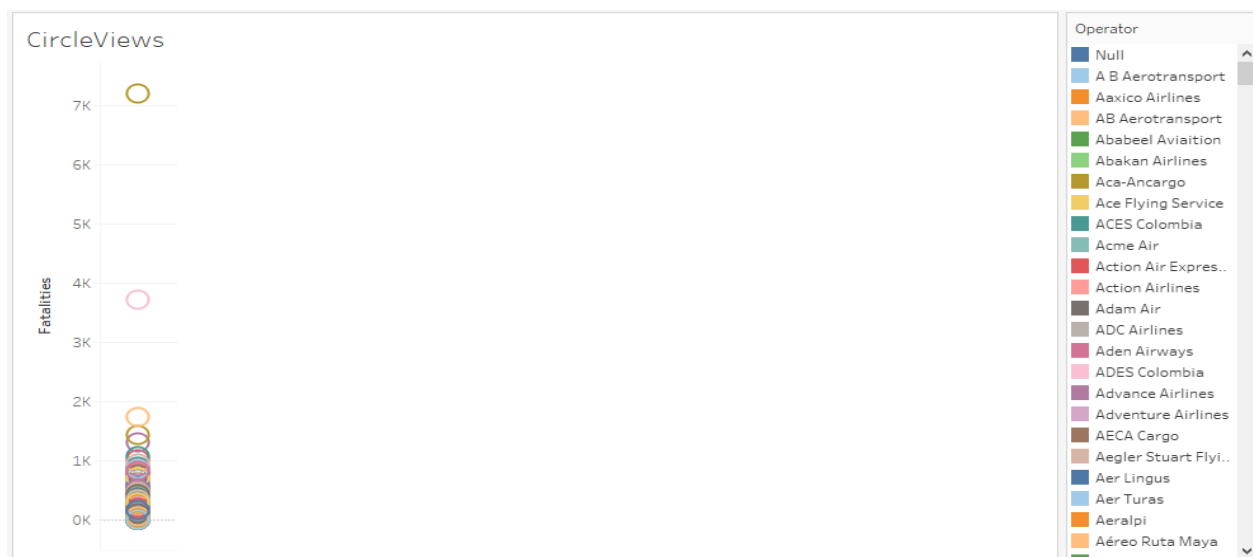 CircleViews
7K
6K
5K
4K
3K
2K
1K
0K
Fatalities
Operator
Null
A B Aerotransport
Aaxico Airlines
AB Aerotransport
Ababeel Aviaition
Abakan Airlines
Aca-Ancargo
Ace Flying Service
ACES Colombia
Acme Air
Action Air Expres..
Action Airlines
Adam Air
ADC Airlines
Aden Airways
ADES Colombia
Advance Airlines
Adventure Airlines
AECA Cargo
Aegler Stuart Flyi..
Aer Lingus
Aer Turas
Aeralpi
Aéreo Ruta Maya